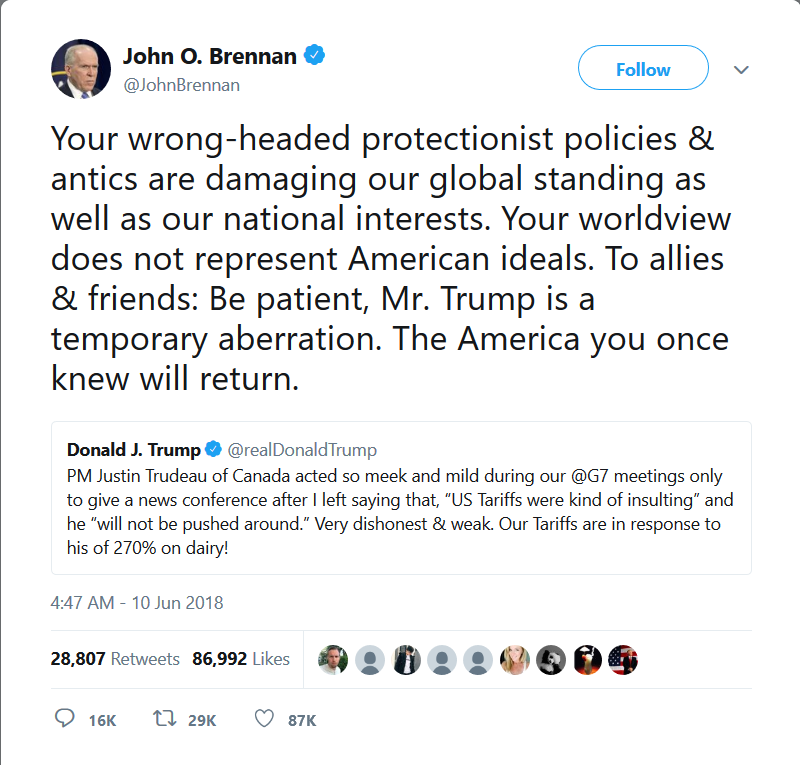 John O. Brennan
@JohnBrennan
Follow
Your wrong-headed protectionist policies &
antics are damaging our global standing as
well as our national interests. Your worldview
does not represent American ideals. To allies
& friends: Be patient, Mr. Trump is a
temporary aberration. The America you once
knew will return.
Donald J. Trump @realDonaldTrump
PM Justin Trudeau of Canada acted so meek and mild during our @G7 meetings only
to give a news conference after I left saying that, “US Tariffs were kind of insulting” and
he “will not be pushed around.” Very dishonest & weak. Our Tariffs are in response to
his of 270% on dairy!
4:47 AM - 10 Jun 2018
28,807 Retweets 86,992 Likes
16K 29K 87K